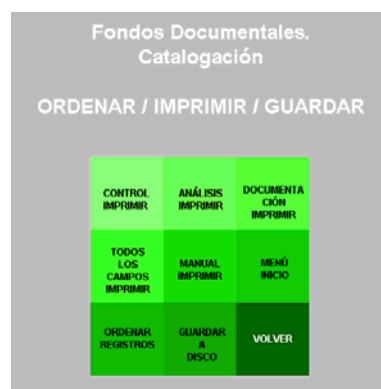 Fondos Documentales.
Catalogación
ORDENAR / IMPRIMIR / GUARDAR
CONTROL
IMPRIMIR
ANÁLISIS
IMPRIMIR
DOCUMENTA
CIÓN
IMPRIMIR
TODOS
LOS
CAMPOS
IMPRIMIR
MANUAL
IMPRIMIR
MENÚ
INICIO
ORDENAR
REGISTROS
GUARDAR
A
DISCO
VOLVER